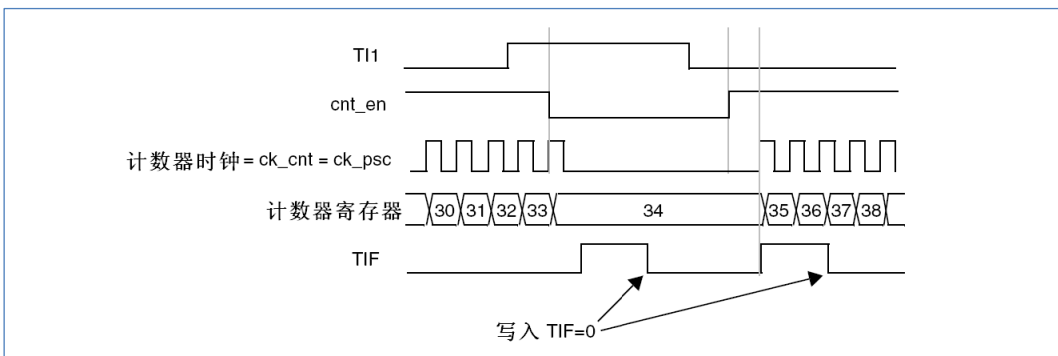 TI1
cnt_en
计数器时钟 = ck_cnt = ck_psc
计数器寄存器 30 31 32 33 34 35 36 37 38
TIF
写入 TIF=0